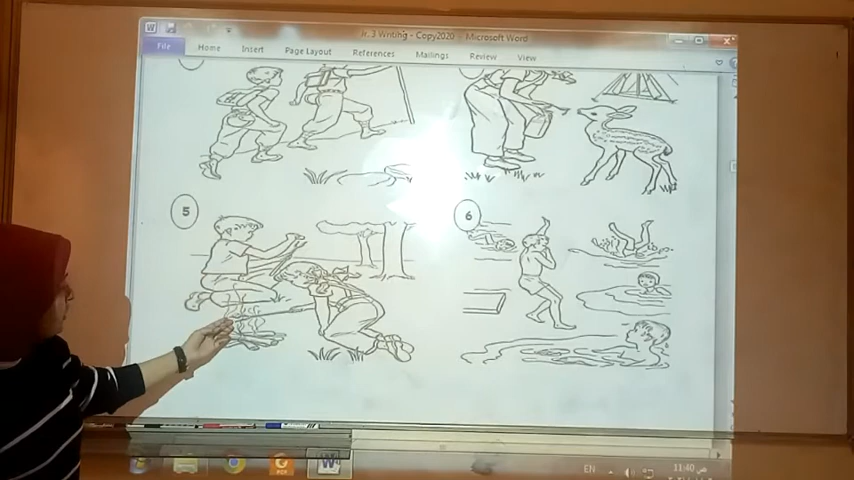 Jr. 3 Writing - Copy2020 - Microsoft Word
File Home Insert Page Layout References Mailings Review View
5
6
EN
11:40